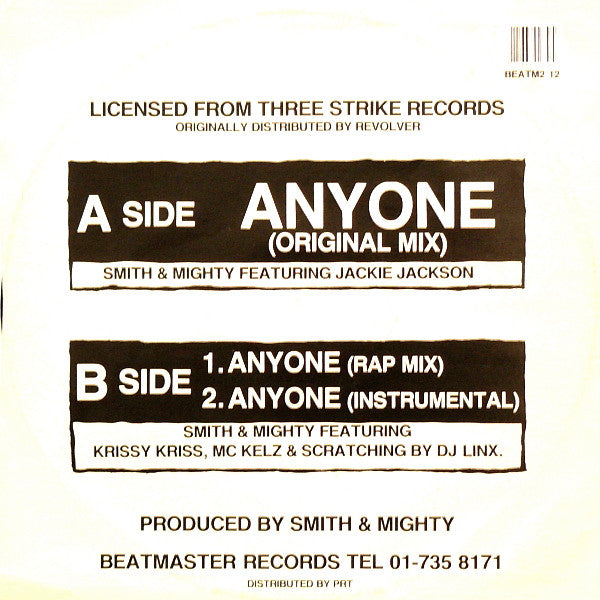 BEATM2 12
LICENSED FROM THREE STRIKE RECORDS
ORIGINALLY DISTRIBUTED BY REVOLVER
A SIDE ANYONE
(ORIGINAL MIX)
SMITH & MIGHTY FEATURING JACKIE JACKSON
B SIDE
1. ANYONE (RAP MIX)
2. ANYONE (INSTRUMENTAL)
SMITH & MIGHTY FEATURING
KRISSY KRISS, MC KELZ & SCRATCHING BY DJ LINX.
PRODUCED BY SMITH & MIGHTY
BEATMASTER RECORDS TEL 01-735 8171
DISTRIBUTED BY PRT